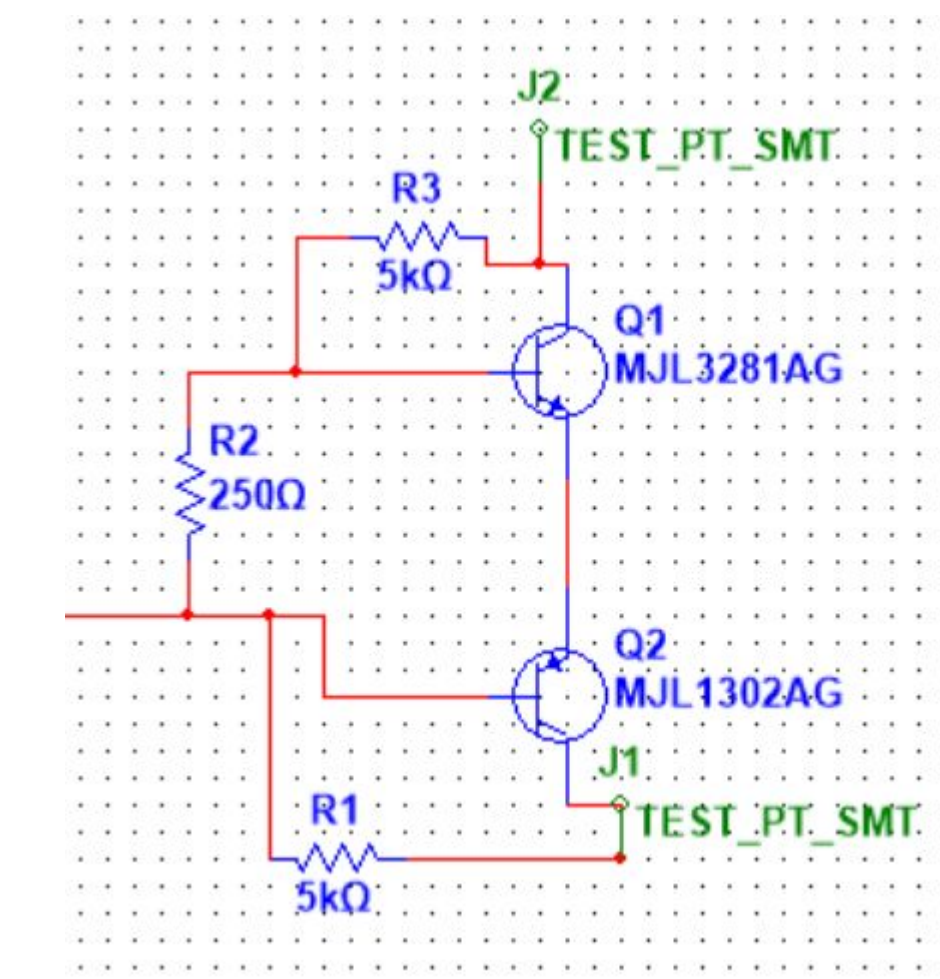 J2
TEST_PT_SMT
R3
5kΩ
Q1
MJL3281AG
R2
250Ω
Q2
MJL1302AG
J1
TEST_PT_SMT
R1
5kΩ